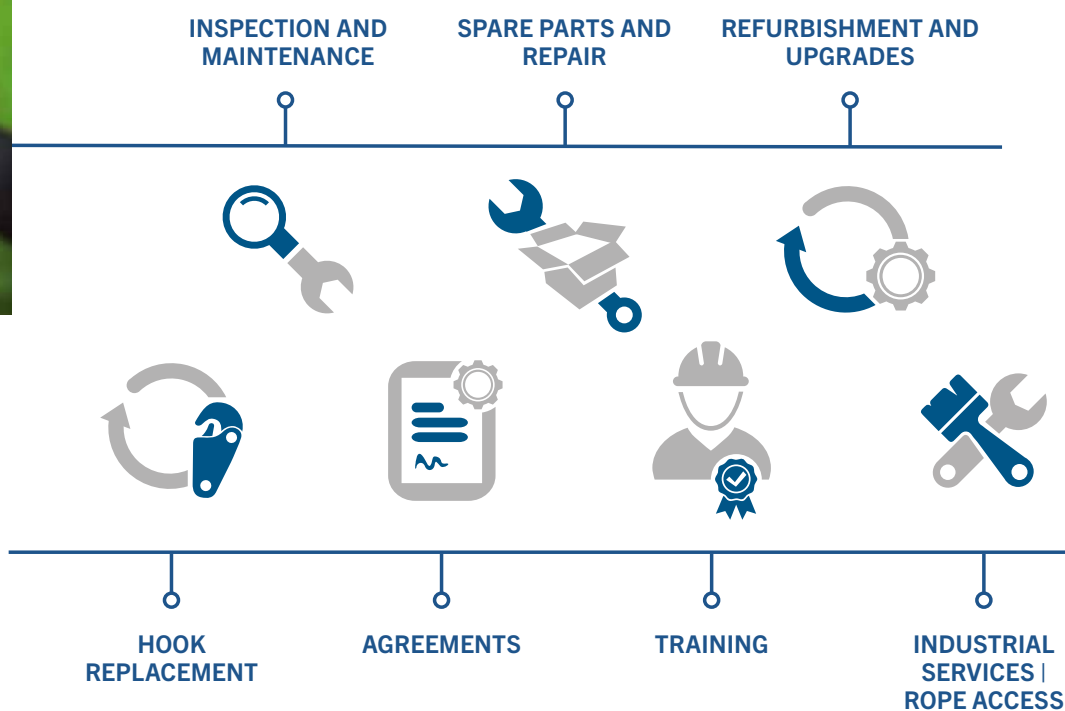 INSPECTION AND
MAINTENANCE
SPARE PARTS AND
REPAIR
REFURBISHMENT AND
UPGRADES
HOOK
REPLACEMENT
AGREEMENTS
TRAINING
INDUSTRIAL
SERVICES |
ROPE ACCESS